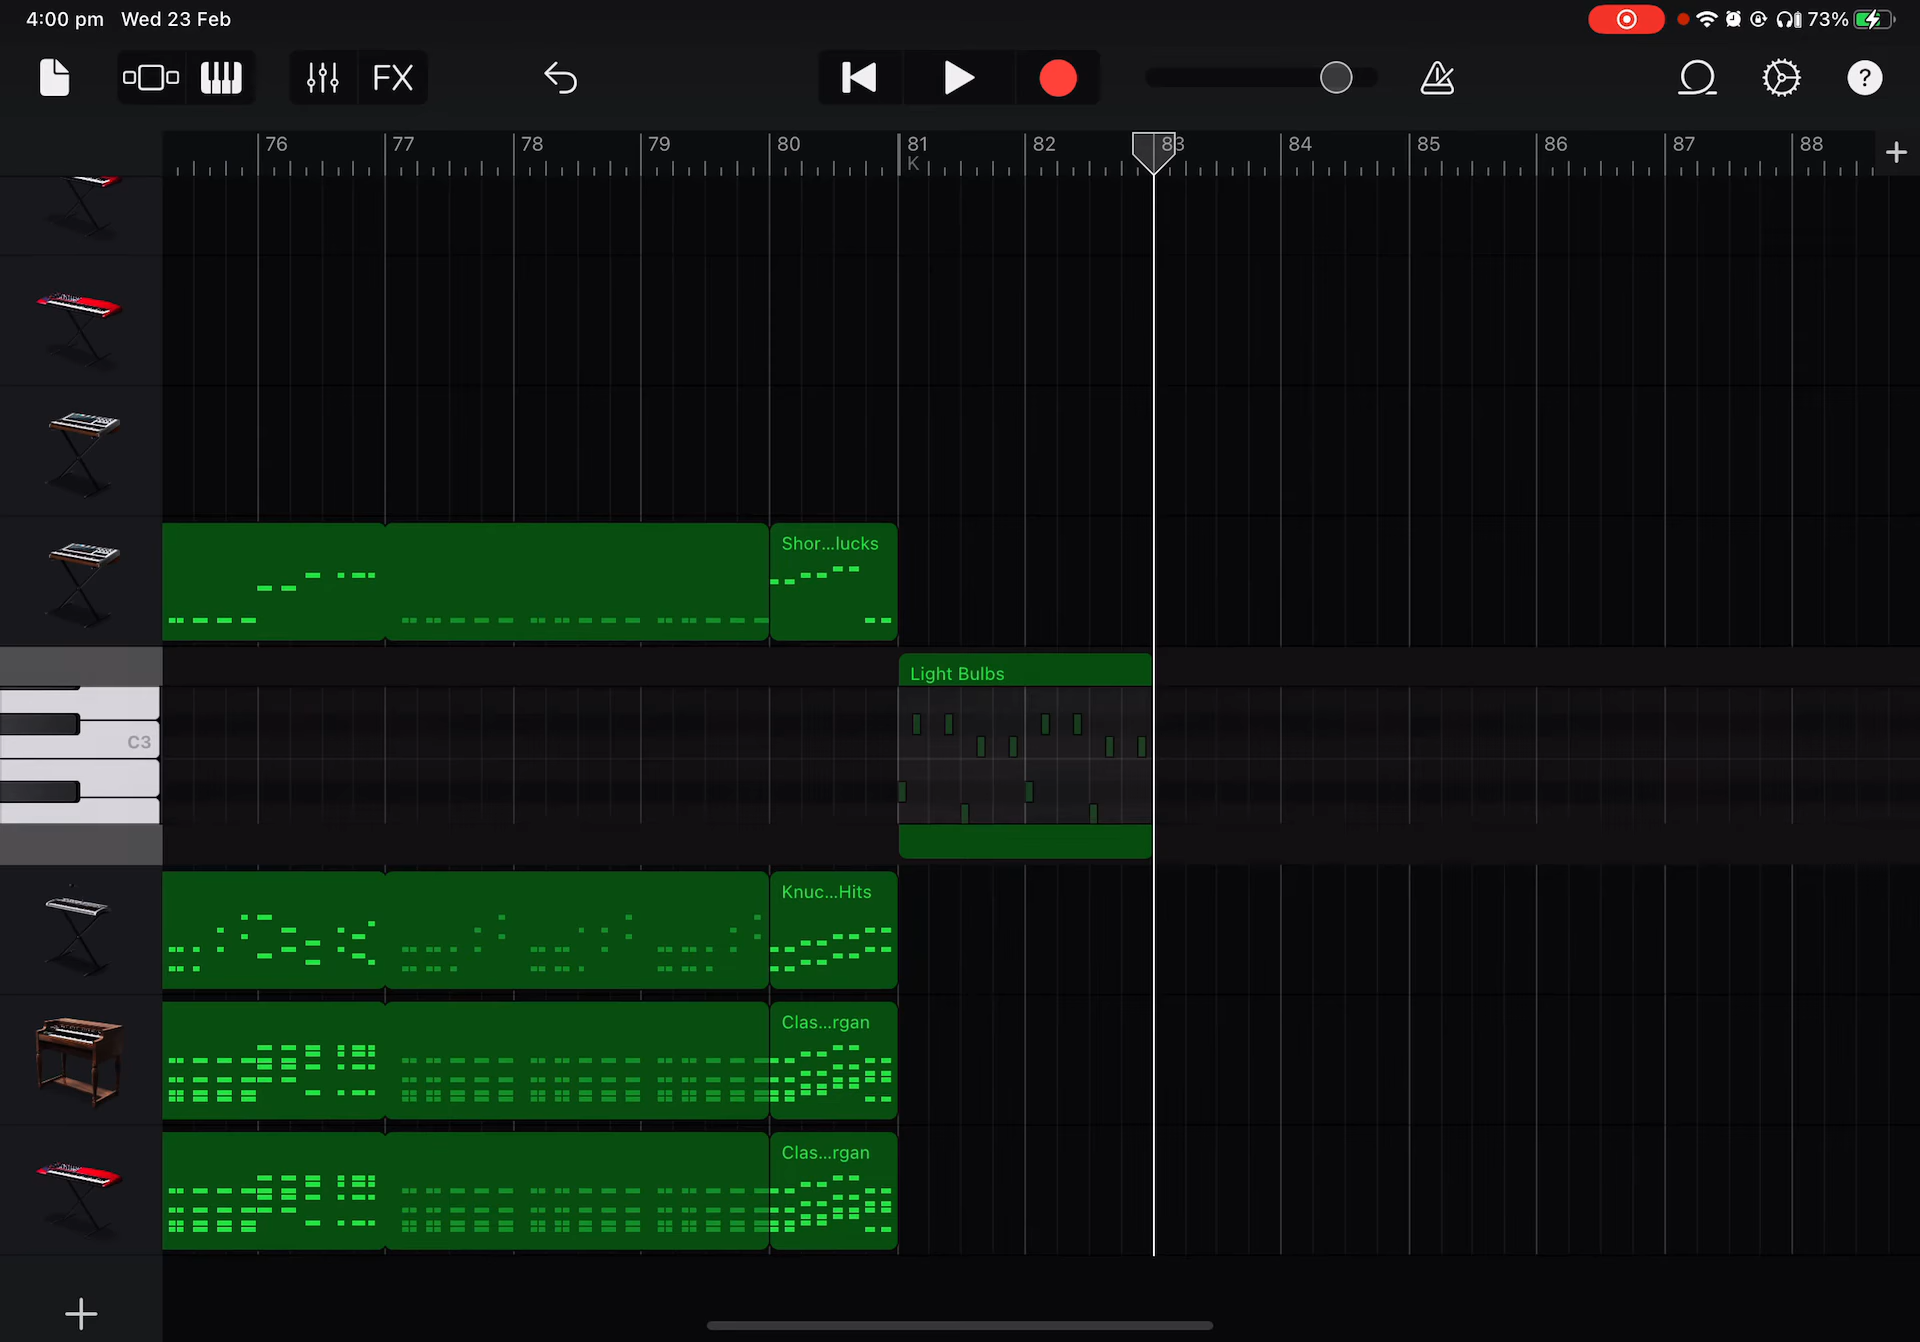 4:00 pm Wed 23 Feb
73%
FX
?
76 77 78 79 80 81 82 83 84 85 86 87 88
K
Shor...lucks
Light Bulbs
C3
Knuc...Hits
Clas...rgan
Clas...rgan